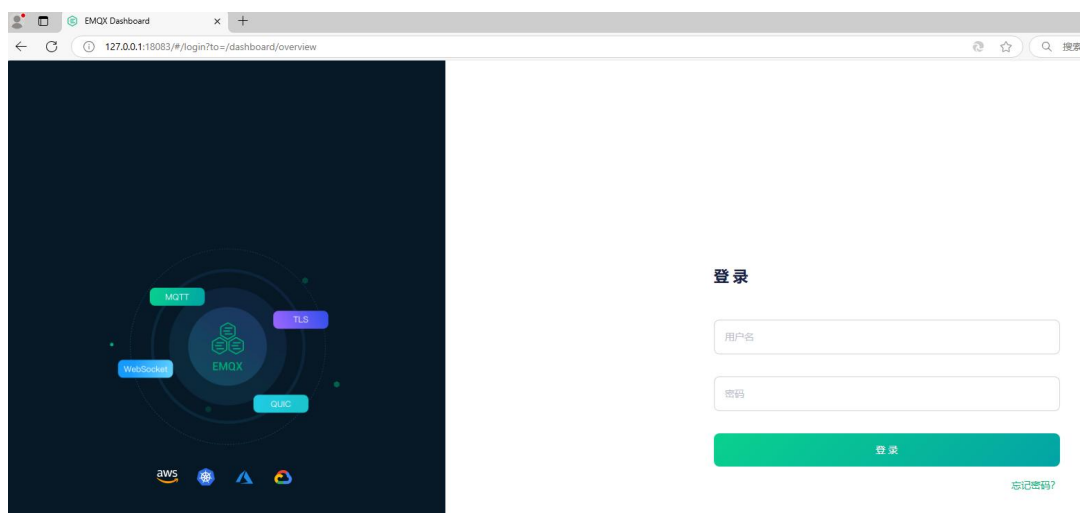 EMQX Dashboard
127.0.0.1:18083/#/login?to=/dashboard/overview
搜索
MQTT
TLS
EMQX
WebSocket
QUIC
aws
登录
用户名
密码
登录
忘记密码?